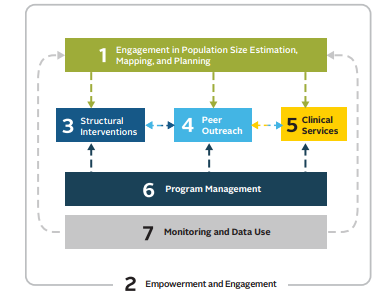 1 Engagement in Population Size Estimation,
Mapping, and Planning
3 Structural
Interventions
4 Peer
Outreach
5 Clinical
Services
6 Program Management
7 Monitoring and Data Use
2 Empowerment and Engagement